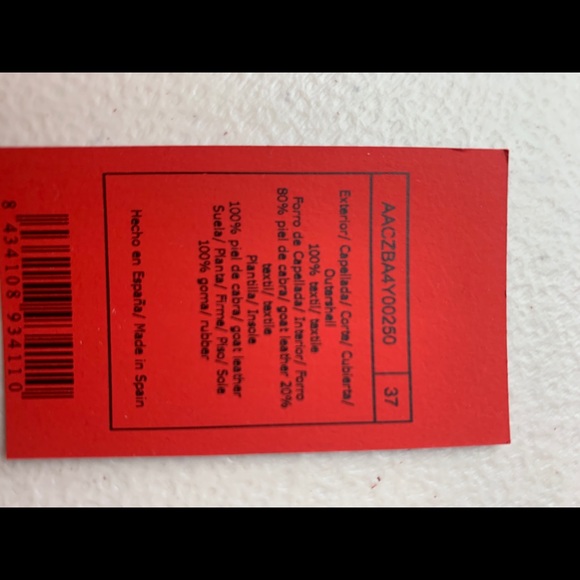 AACZBA4Y00250 37
Exterior/ Capellada/ Corte/ Cubierta/
Outershell
100% textil/ textile
Forro de Capellada/ Interior/ Forro
80% piel de cabra/ goat leather 20%
textil/ textile
Plantilla/ Insole
100% piel de cabra/ goat leather
Suela/ Planta/ Firme/ Piso/ Sole
100% goma/ rubber
Hecho en España/ Made in Spain
8 434108 934110